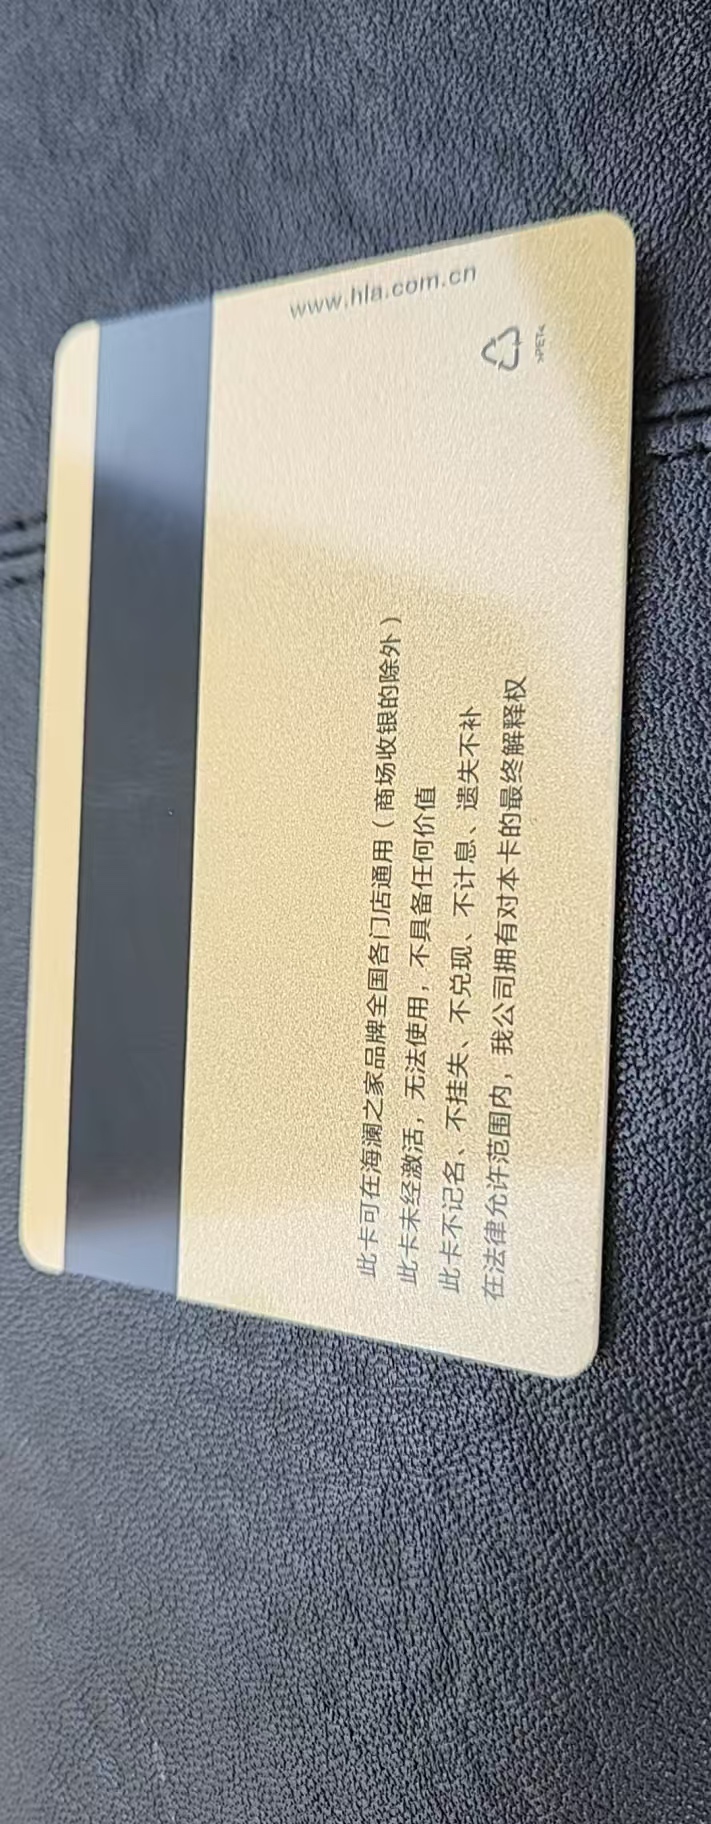 www.hla.com.cn
>PET<
此卡可在海澜之家品牌全国各门店通用（商场收银的除外）
此卡未经激活，无法使用，不具备任何价值
此卡不记名、不挂失、不兑现、不计息、遗失不补
在法律允许范围内，我公司拥有对本卡的最终解释权